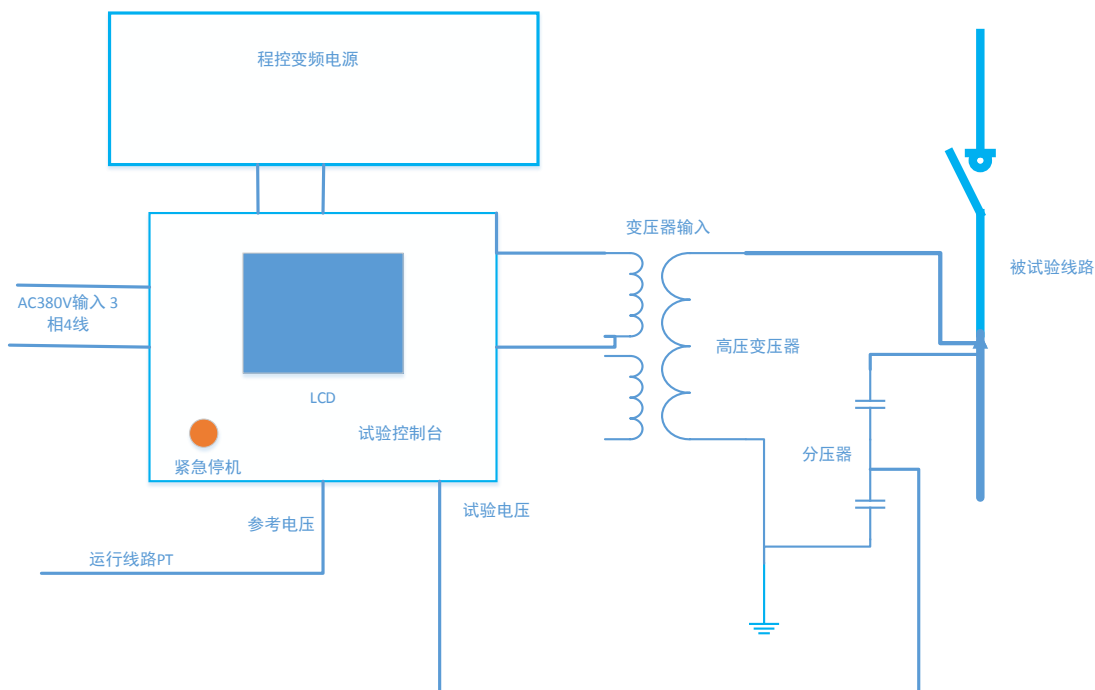 程控变频电源
变压器输入
被试验线路
AC380V输入 3
相4线
高压变压器
LCD
试验控制台
分压器
紧急停机
试验电压
参考电压
运行线路PT